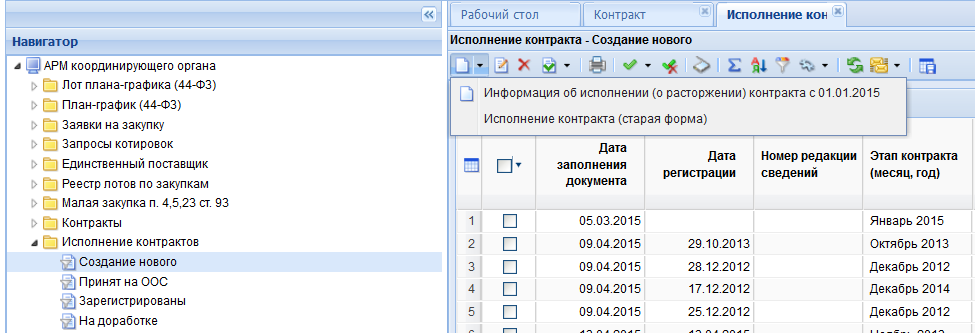 Навигатор
АРМ координирующего органа
Лот плана-графика (44-ФЗ)
План-график (44-ФЗ)
Заявки на закупку
Запросы котировок
Единственный поставщик
Реестр лотов по закупкам
Малая закупка п. 4,5,23 ст. 93
Контракты
Исполнение контрактов
Создание нового
Принят на ООС
Зарегистрированы
На доработке
Рабочий стол
Контракт
Исполнение кон
Исполнение контракта - Создание нового
Информация об исполнении (о расторжении) контракта с 01.01.2015
Исполнение контракта (старая форма)
Дата заполнения документа
Дата регистрации
Номер редакции сведений
Этап контракта (месяц, год)
1 05.03.2015 Январь 2015
2 09.04.2015 29.10.2013 Октябрь 2013
3 09.04.2015 28.12.2012 Декабрь 2012
4 09.04.2015 17.12.2012 Декабрь 2014
5 09.04.2015 25.12.2012 Декабрь 2012